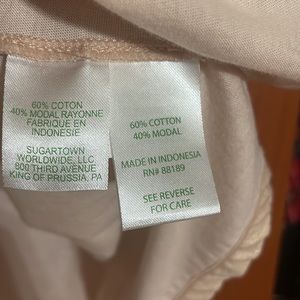 60% COTON
40% MODAL RAYONNE
FABRIQUE EN
INDONESIE
SUGARTOWN
WORLDWIDE, LLC
800 THIRD AVENUE
KING OF PRUSSIA, PA
60% COTTON
40% MODAL
MADE IN INDONESIA
RN# 88189
SEE REVERSE
FOR CARE